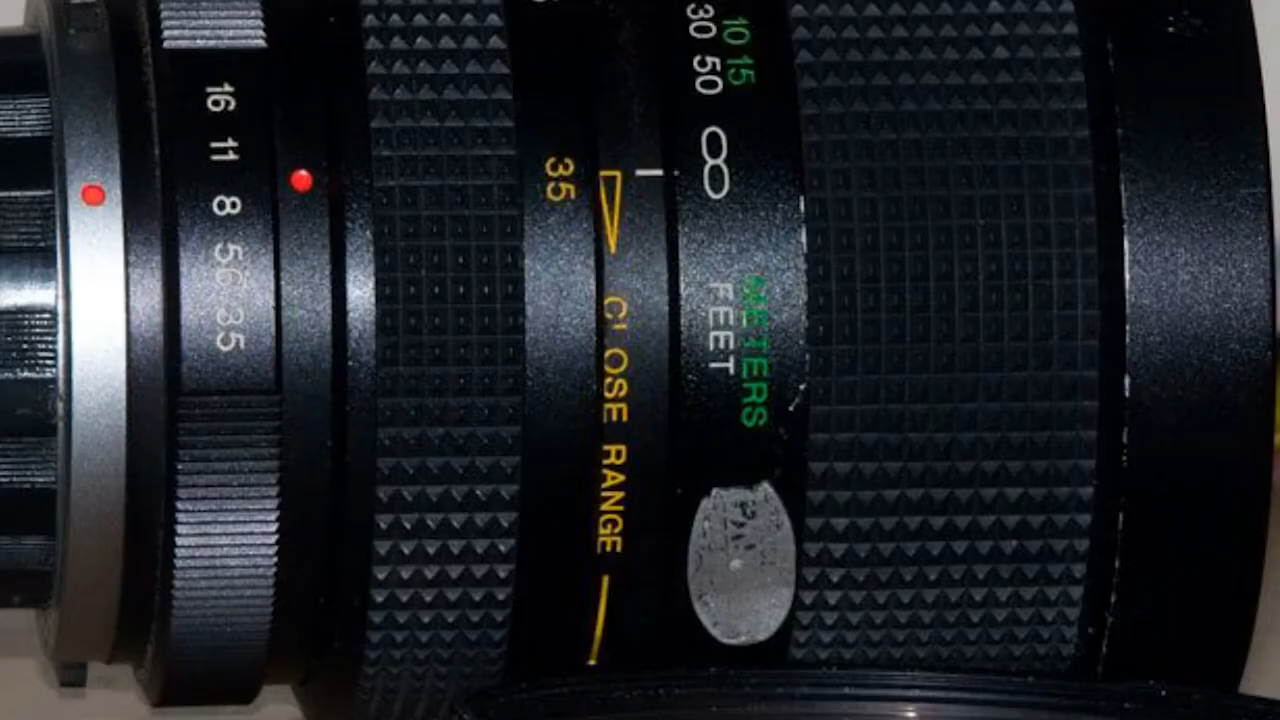 10 15 METERS
30 50 ∞ FEET
CLOSE RANGE
35
16 11 8 5.6 3.5